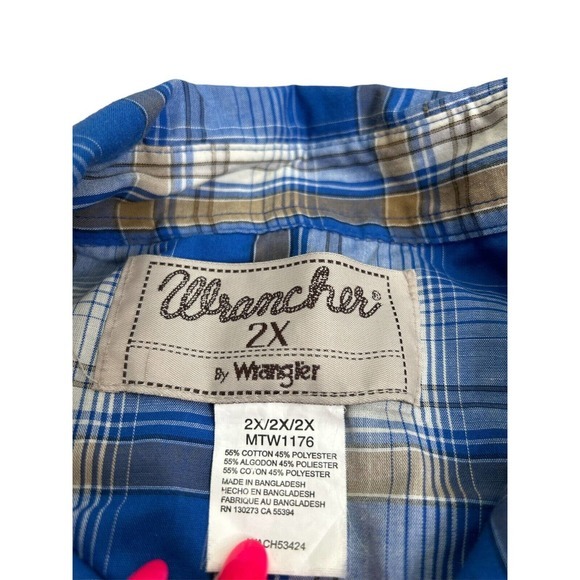 Wrancher®
2X
By Wrangler
2X/2X/2X
MTW1176
55% COTTON 45% POLYESTER
55% ALGODON 45% POLIESTER
55% COTON 45% POLYESTER
MADE IN BANGLADESH
HECHO EN BANGLADESH
FABRIQUE AU BANGLADESH
RN 130273 CA 55394